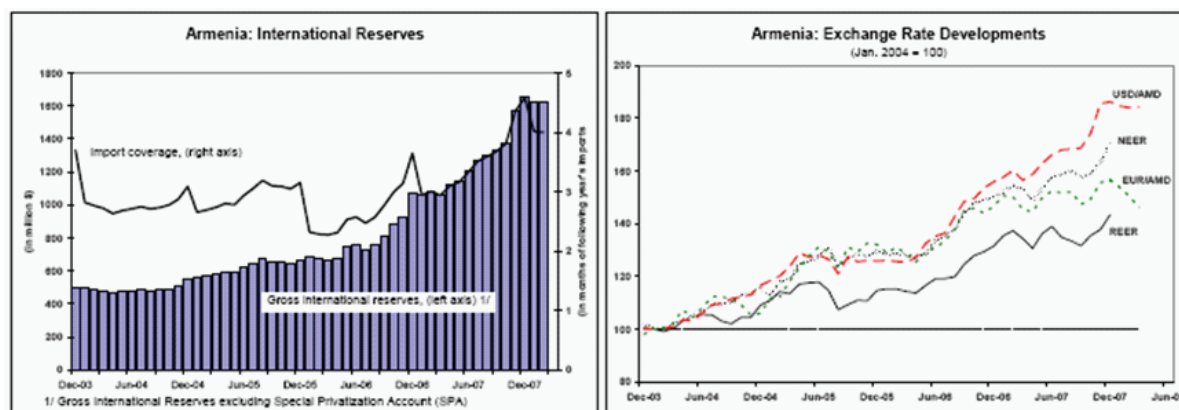 Armenia: International Reserves
1800
1600
1400
1200
1000
800
600
400
200
0
(In million $)
Import coverage, (right axis)
Gross International reserves, (left axis) 1/
5
4
3
2
1
0
(In months of following year's imports
Dec-03 Jun-04 Dec-04 Jun-05 Dec-05 Jun-06 Dec-06 Jun-07 Dec-07
1/ Gross International Reserves excluding Special Privatization Account (SPA)
Armenia: Exchange Rate Developments
(Jan. 2004 = 100)
200
180
160
140
120
100
80
USD/AMD
NEER
EUR/AMD
REER
Dec-03 Jun-04 Dec-04 Jun-05 Dec-05 Jun-06 Dec-06 Jun-07 Dec-07